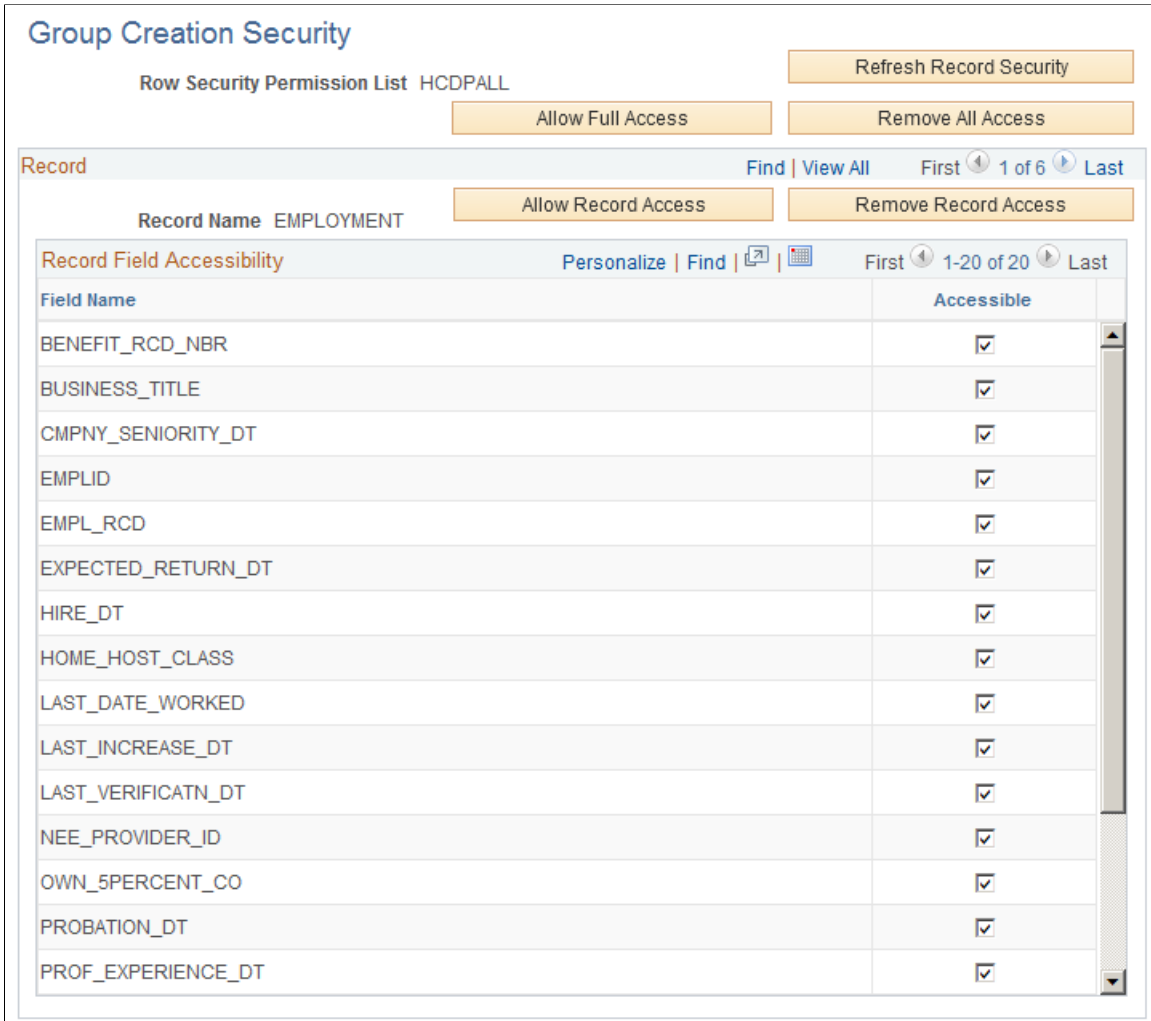 Group Creation Security
Refresh Record Security
Row Security Permission List HCDPALL
Allow Full Access Remove All Access
Record Find | View All First 1 of 6 Last
Allow Record Access Remove Record Access
Record Name EMPLOYMENT
Record Field Accessibility Personalize | Find | | First 1-20 of 20 Last
Field Name Accessible
BENEFIT_RCD_NBR
BUSINESS_TITLE
CMPNY_SENIORITY_DT
EMPLID
EMPL_RCD
EXPECTED_RETURN_DT
HIRE_DT
HOME_HOST_CLASS
LAST_DATE_WORKED
LAST_INCREASE_DT
LAST_VERIFICATN_DT
NEE_PROVIDER_ID
OWN_5PERCENT_CO
PROBATION_DT
PROF_EXPERIENCE_DT